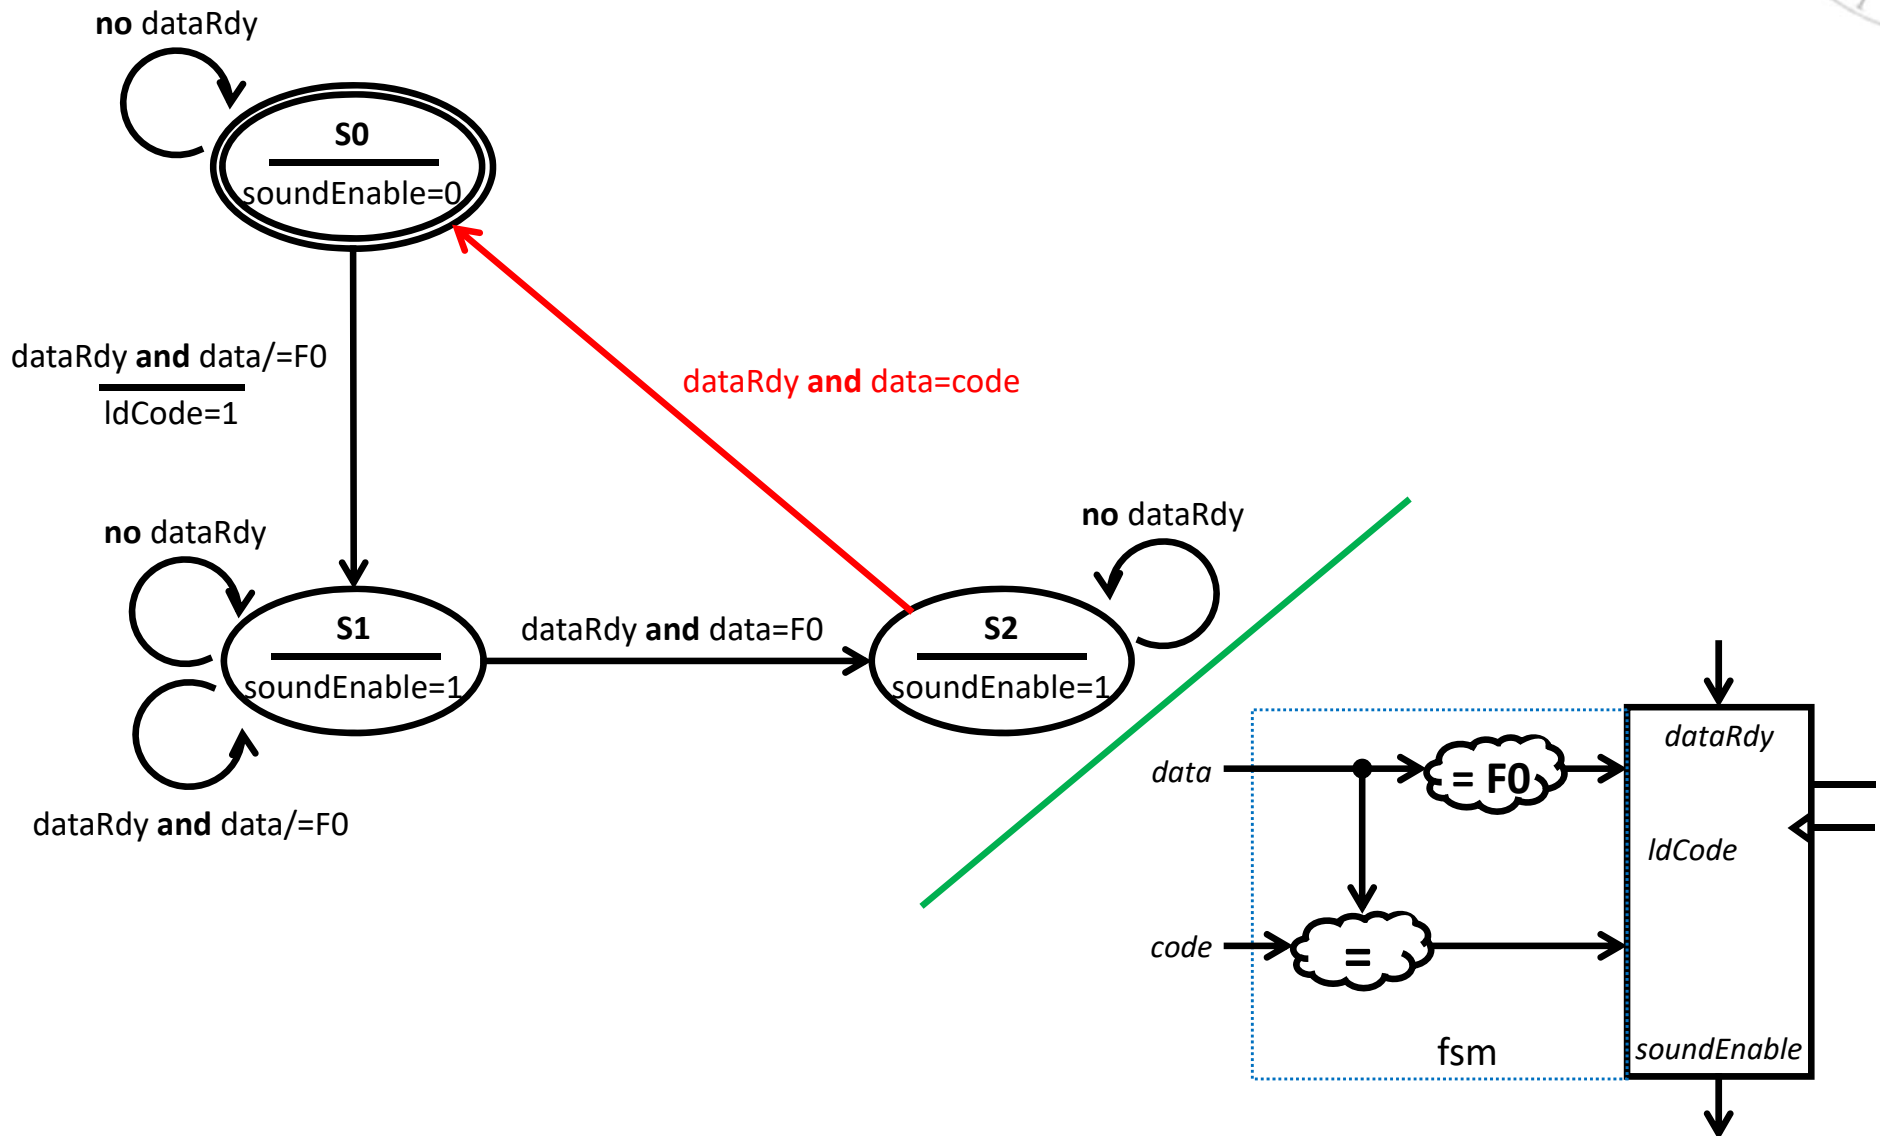 no dataRdy
S0
soundEnable=0
dataRdy and data/=F0
ldCode=1
dataRdy and data=code
no dataRdy
no dataRdy
S1
soundEnable=1
dataRdy and data=F0
S2
soundEnable=1
dataRdy and data/=F0
dataRdy
data
= F0
ldCode
code
=
fsm
soundEnable